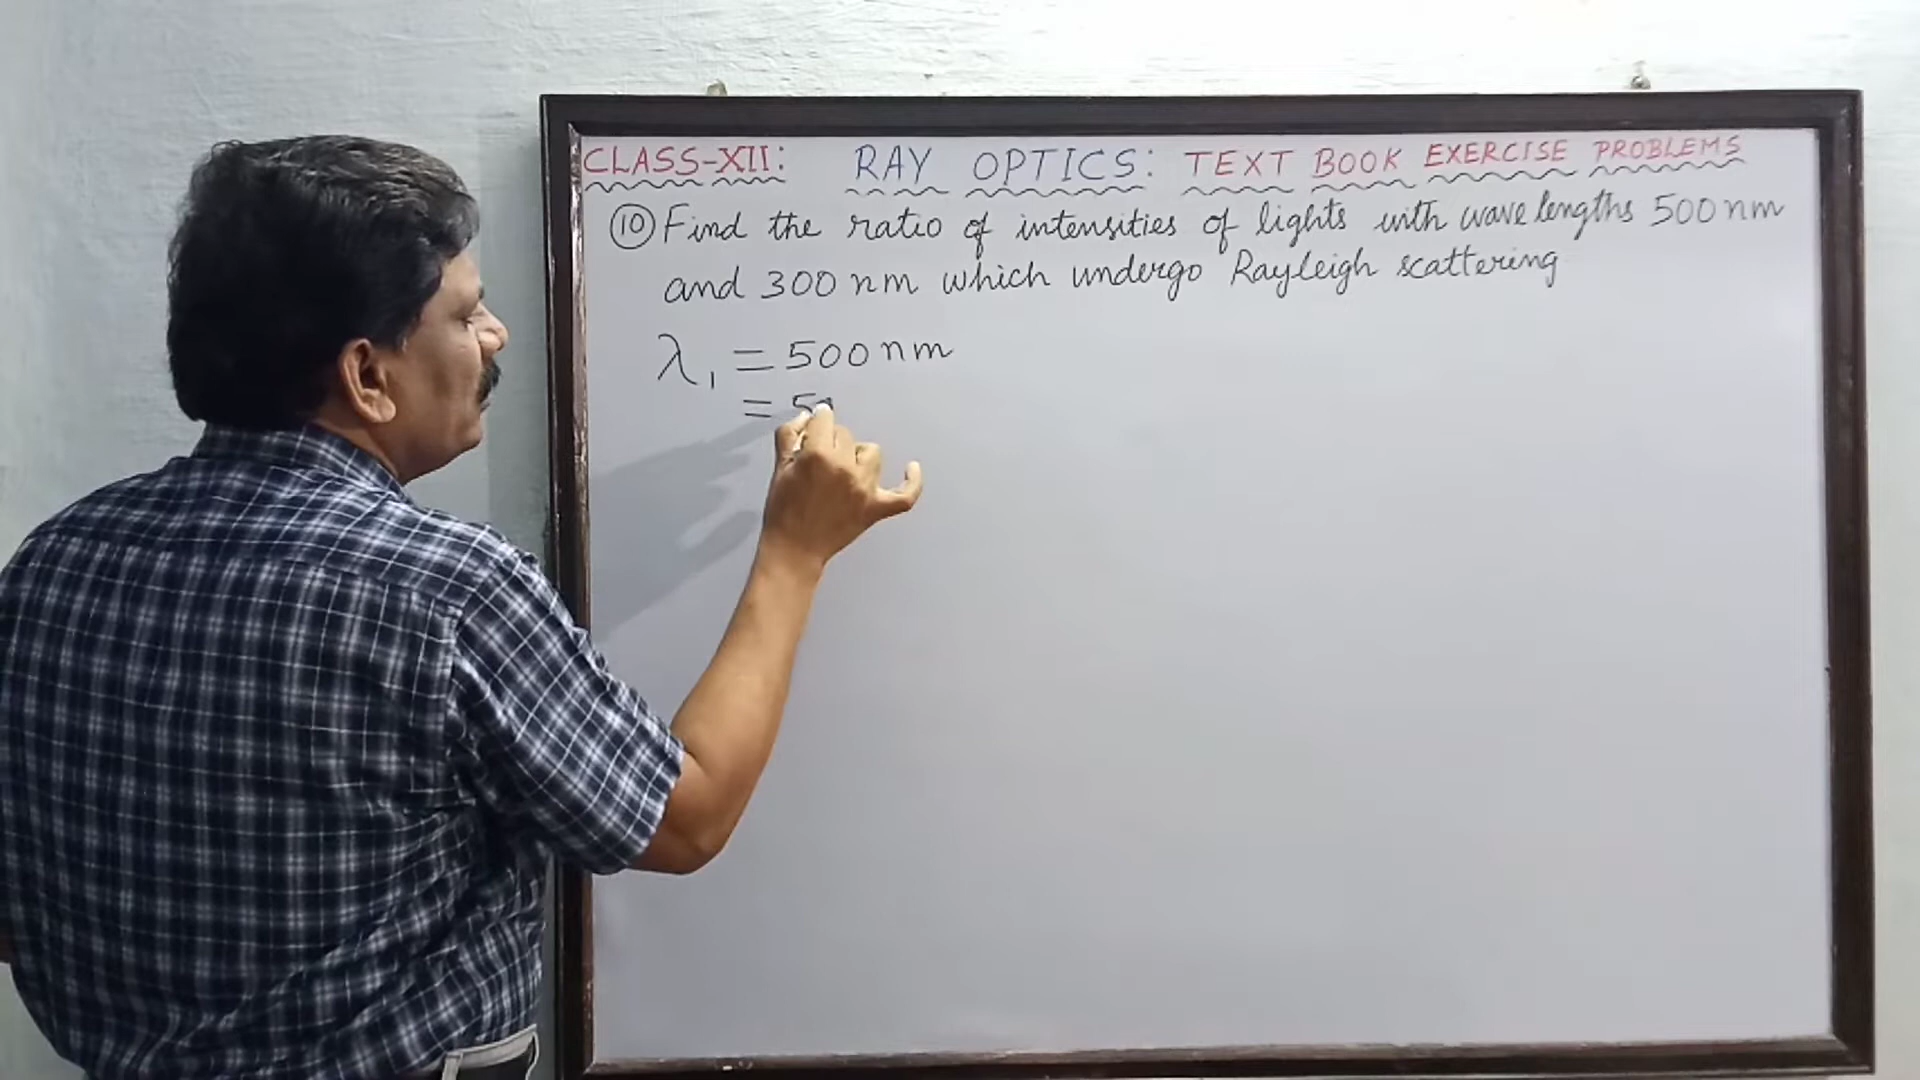 CLASS-XII: RAY OPTICS: TEXT BOOK EXERCISE PROBLEMS
⑩ Find the ratio of intensities of lights with wave lengths 500 nm
and 300 nm which undergo Rayleigh scattering
λ₁ = 500 nm
= 5